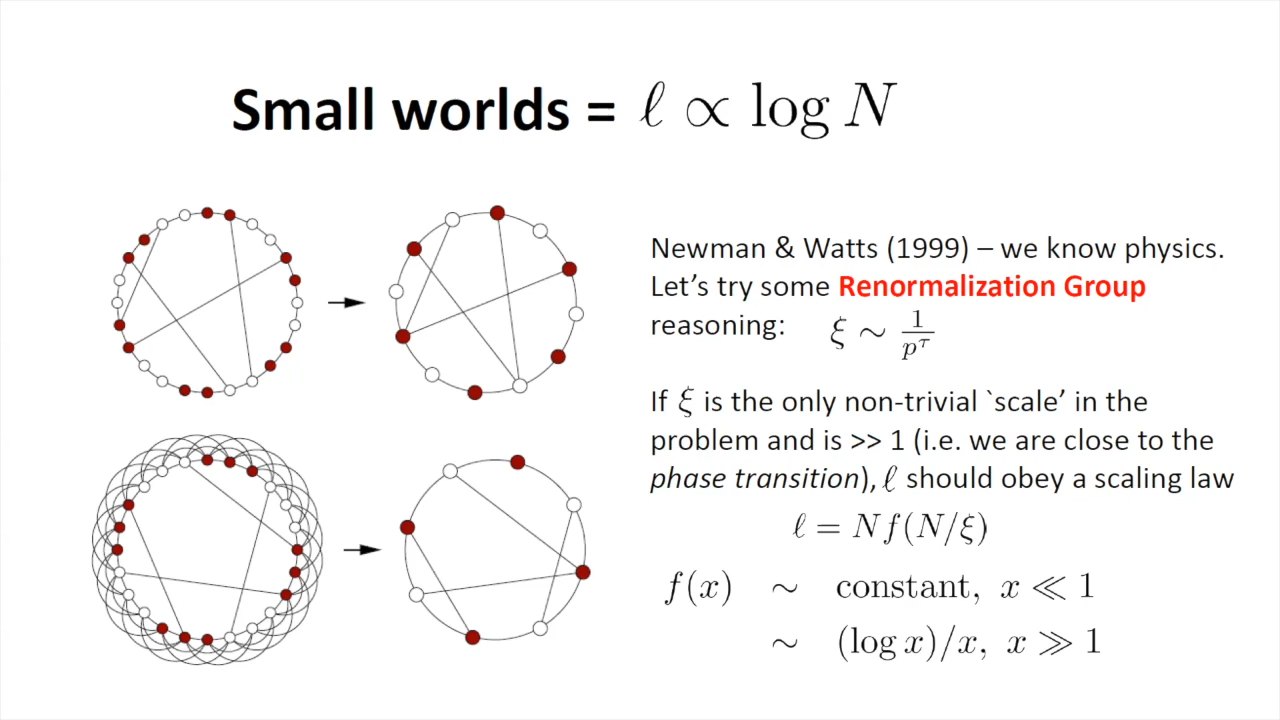 Small worlds = ℓ ∝ log N
Newman & Watts (1999) – we know physics.
Let’s try some Renormalization Group
reasoning: ξ ∼ 1/p^τ
If ξ is the only non-trivial `scale’ in the
problem and is >> 1 (i.e. we are close to the
phase transition), ℓ should obey a scaling law
ℓ = Nf(N/ξ)
f(x) ∼ constant, x ≪ 1
∼ (log x)/x, x ≫ 1